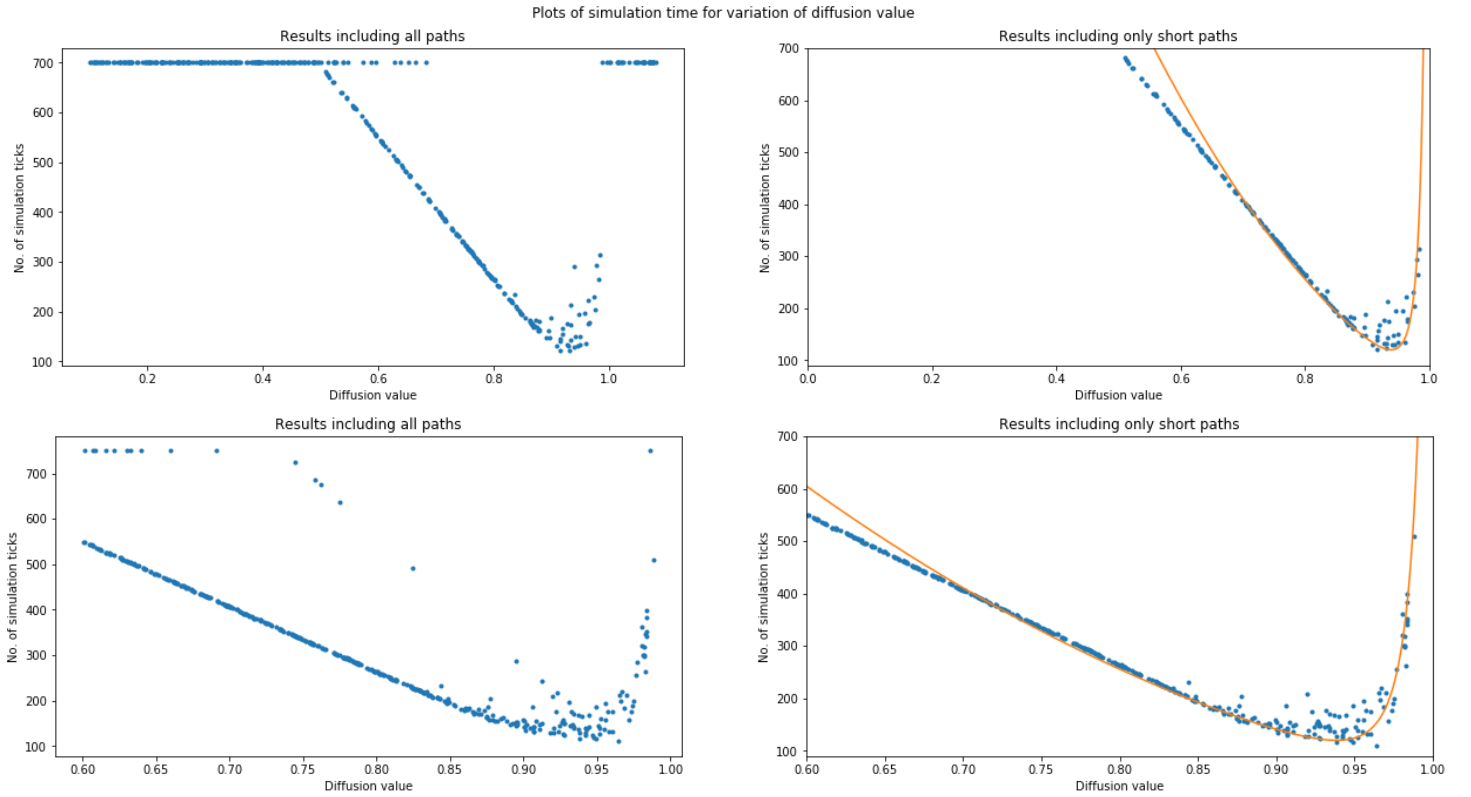 Plots of simulation time for variation of diffusion value
Results including all paths
No. of simulation ticks
700
600
500
400
300
200
100
0.2 0.4 0.6 0.8 1.0
Diffusion value
Results including only short paths
No. of simulation ticks
700
600
500
400
300
200
100
0.0 0.2 0.4 0.6 0.8 1.0
Diffusion value
Results including all paths
No. of simulation ticks
700
600
500
400
300
200
100
0.60 0.65 0.70 0.75 0.80 0.85 0.90 0.95 1.00
Diffusion value
Results including only short paths
No. of simulation ticks
700
600
500
400
300
200
100
0.60 0.65 0.70 0.75 0.80 0.85 0.90 0.95 1.00
Diffusion value